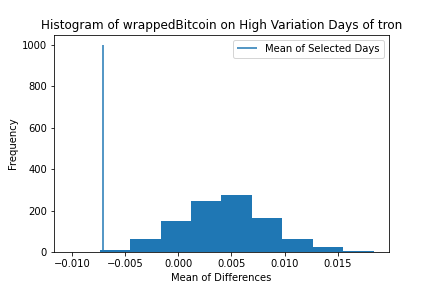 Histogram of wrappedBitcoin on High Variation Days of tron
Mean of Selected Days
1000
800
600
400
200
0
Frequency
-0.010 -0.005 0.000 0.005 0.010 0.015
Mean of Differences